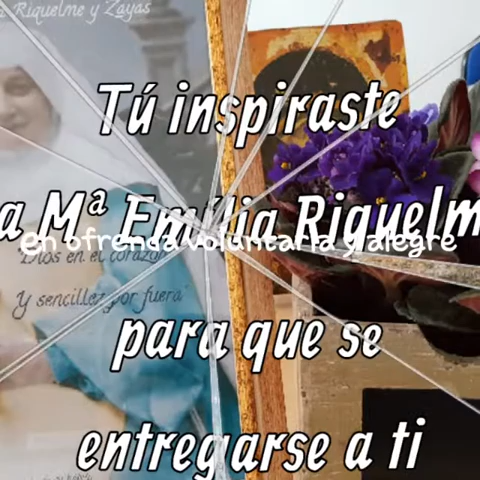 Riquelme y Zayas
Tú inspiraste
a Mª Emilia Riquelm
en ofrenda voluntaria y alegre
"Dios en el corazón
Y sencillez por fuera"
para que se
entregarse a ti